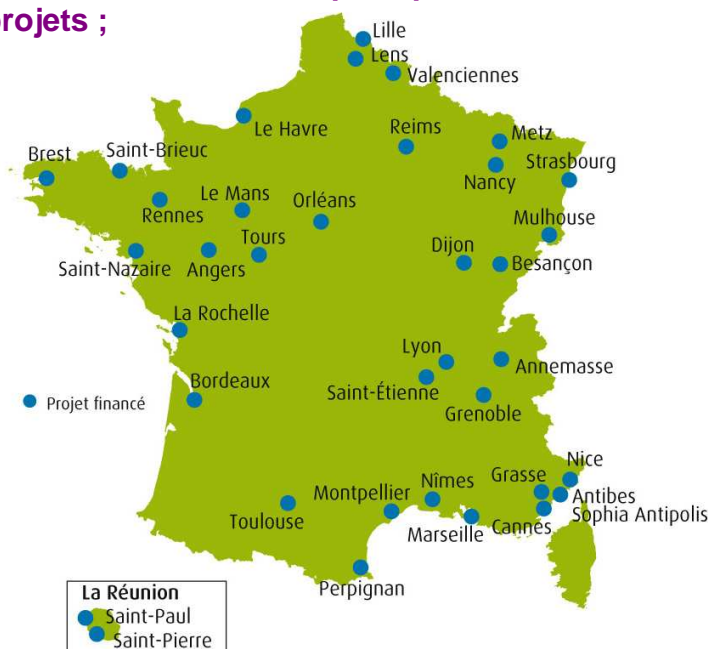 projets ;
Lille
Lens
Valenciennes
Le Havre
Reims
Metz
Brest
Saint-Brieuc
Strasbourg
Nancy
Le Mans
Orléans
Rennes
Mulhouse
Tours
Dijon
Saint-Nazaire
Angers
Besançon
La Rochelle
Lyon
Annemasse
Bordeaux
Saint-Étienne
Projet financé
Grenoble
Nice
Grasse
Nîmes
Montpellier
Antibes
Toulouse
Sophia Antipolis
Marseille
Cannes
Perpignan
La Réunion
Saint-Paul
Saint-Pierre